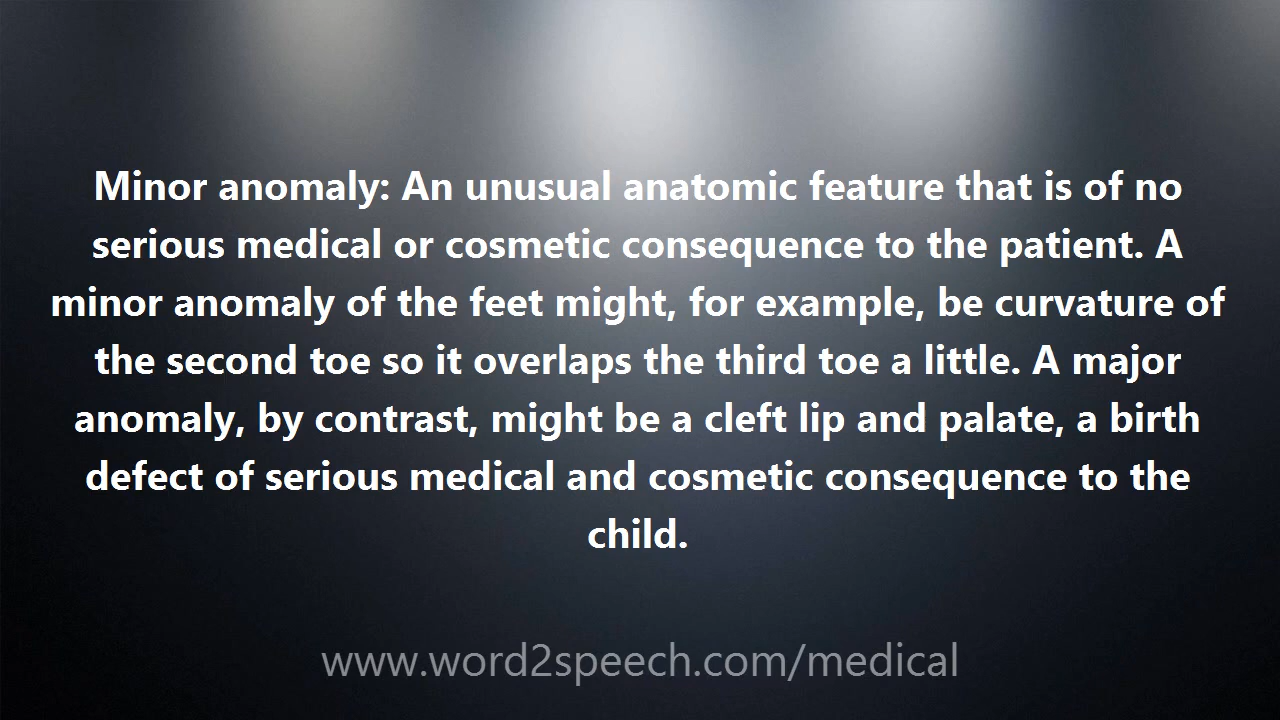 Minor anomaly: An unusual anatomic feature that is of no
serious medical or cosmetic consequence to the patient. A
minor anomaly of the feet might, for example, be curvature of
the second toe so it overlaps the third toe a little. A major
anomaly, by contrast, might be a cleft lip and palate, a birth
defect of serious medical and cosmetic consequence to the
child.
www.word2speech.com/medical